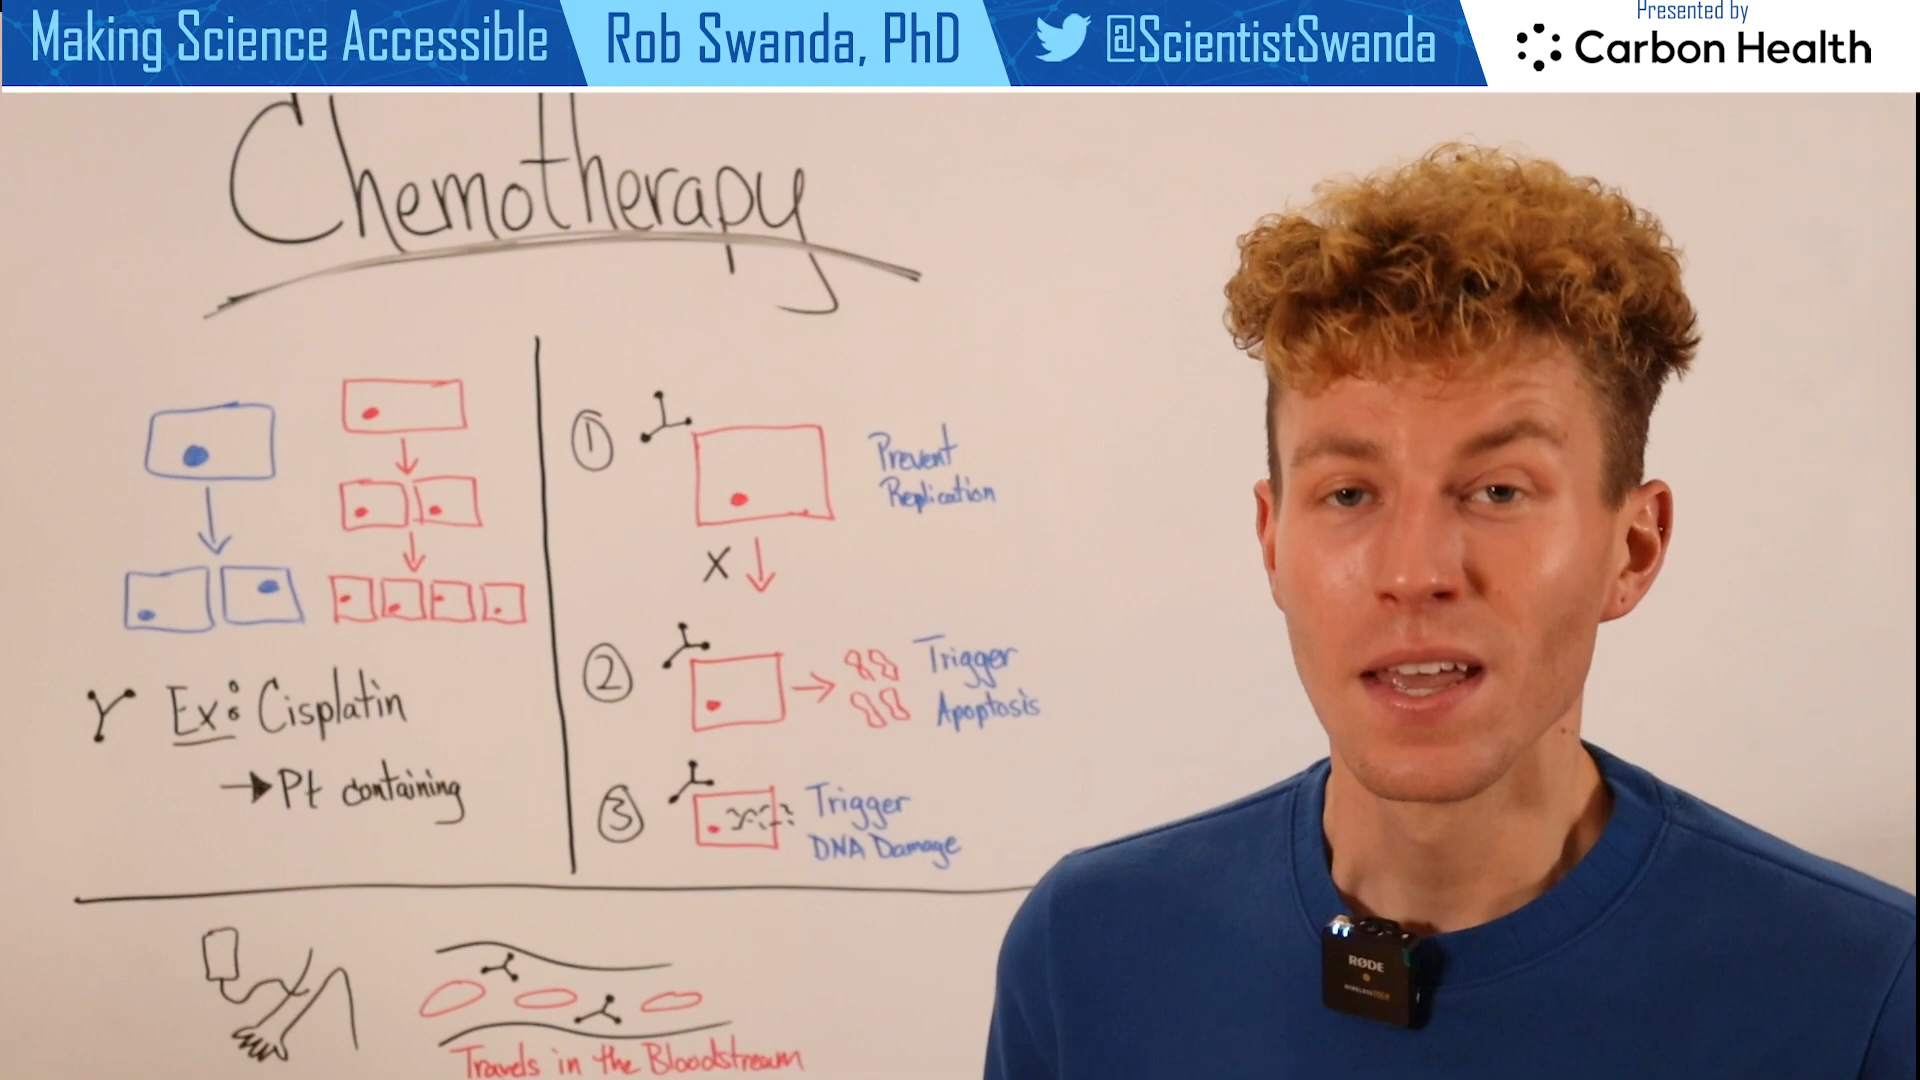 Making Science Accessible
Rob Swanda, PhD
@ScientistSwanda
Presented by
Carbon Health
Chemotherapy
Ex: Cisplatin
→ Pt containing
1
Prevent
Replication
X
2
Trigger
Apoptosis
3
Trigger
DNA Damage
Travels in the Bloodstream
RØDE